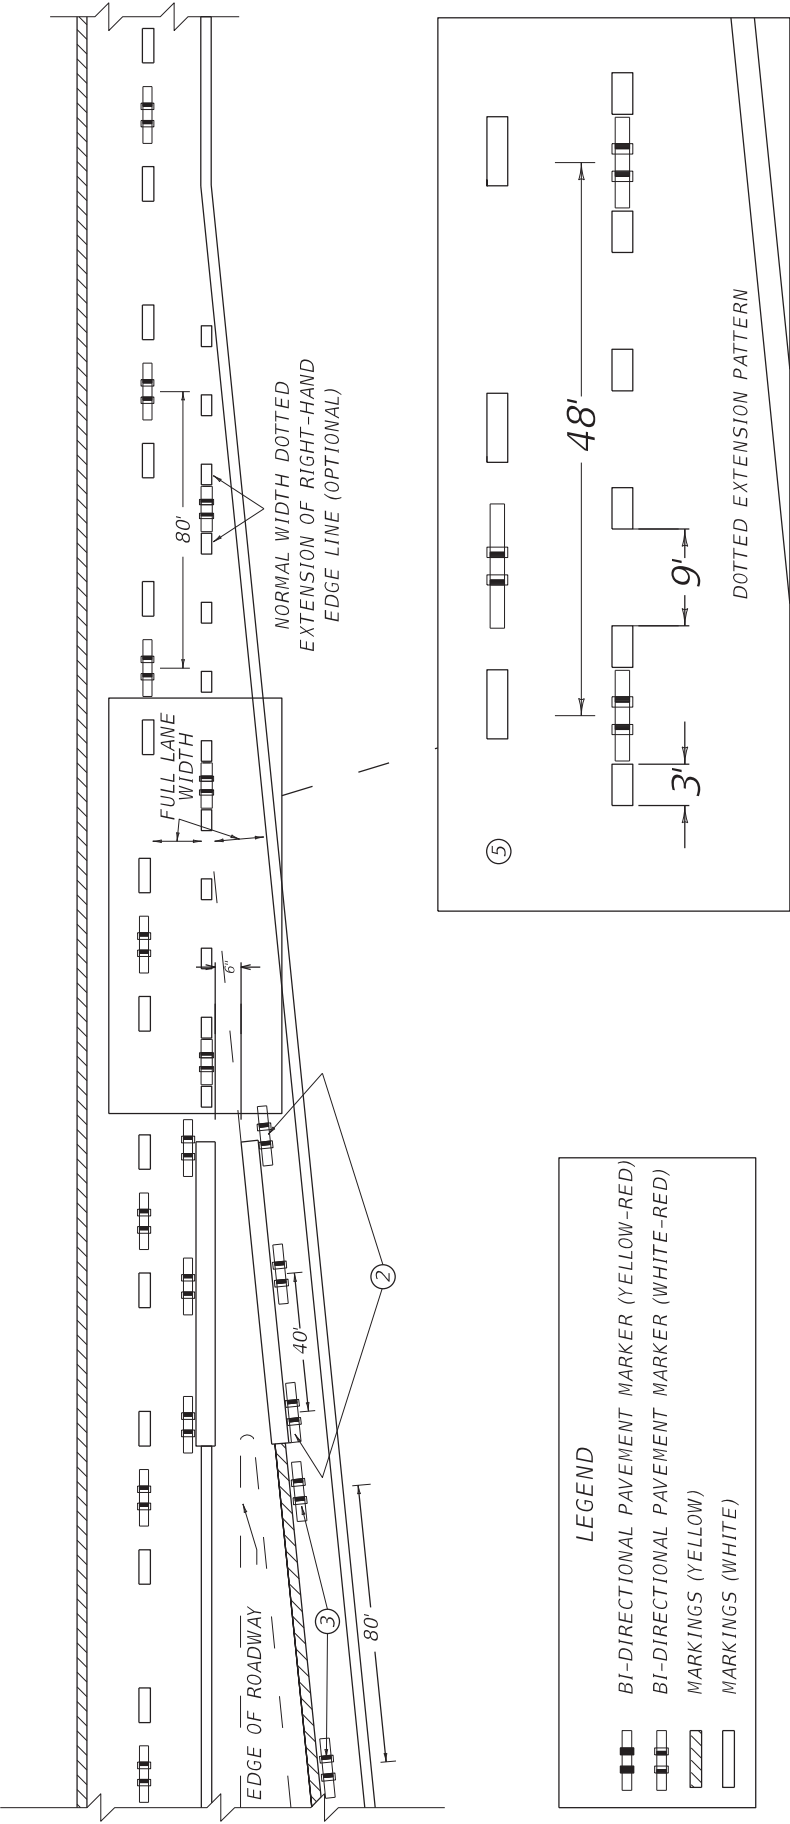 80'
NORMAL WIDTH DOTTED
EXTENSION OF RIGHT-HAND
EDGE LINE (OPTIONAL)
FULL LANE
WIDTH
6"
2
40'
3
80'
EDGE OF ROADWAY
48'
9'
3'
5
DOTTED EXTENSION PATTERN
LEGEND
BI-DIRECTIONAL PAVEMENT MARKER (YELLOW-RED)
BI-DIRECTIONAL PAVEMENT MARKER (WHITE-RED)
MARKINGS (YELLOW)
MARKINGS (WHITE)